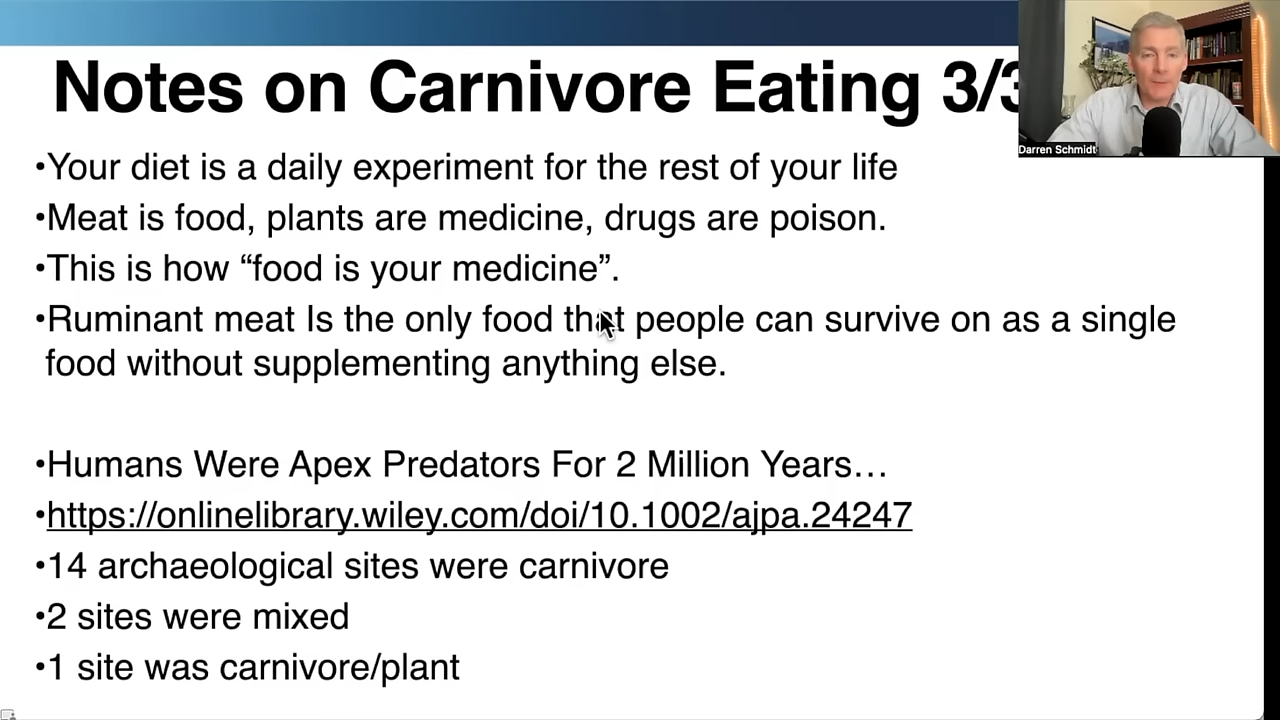 Notes on Carnivore Eating 3/3
Darren Schmidt
•Your diet is a daily experiment for the rest of your life
•Meat is food, plants are medicine, drugs are poison.
•This is how “food is your medicine”.
•Ruminant meat Is the only food that people can survive on as a single
food without supplementing anything else.
•Humans Were Apex Predators For 2 Million Years…
•https://onlinelibrary.wiley.com/doi/10.1002/ajpa.24247
•14 archaeological sites were carnivore
•2 sites were mixed
•1 site was carnivore/plant